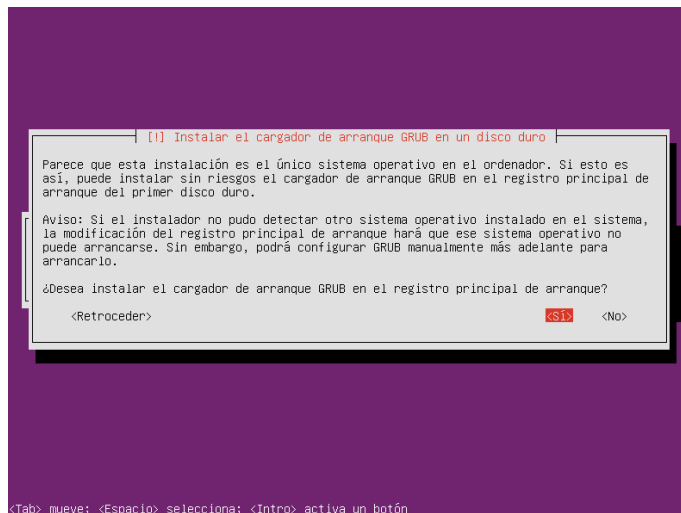 [!] Instalar el cargador de arranque GRUB en un disco duro
Parece que esta instalación es el único sistema operativo en el ordenador. Si esto es
así, puede instalar sin riesgos el cargador de arranque GRUB en el registro principal de
arranque del primer disco duro.
Aviso: Si el instalador no pudo detectar otro sistema operativo instalado en el sistema,
la modificación del registro principal de arranque hará que ese sistema operativo no
puede arrancarse. Sin embargo, podrá configurar GRUB manualmente más adelante para
arrancarlo.
¿Desea instalar el cargador de arranque GRUB en el registro principal de arranque?
<Retroceder> <Sí> <No>
<Tab> mueve; <Espacio> selecciona; <Intro> activa un botón